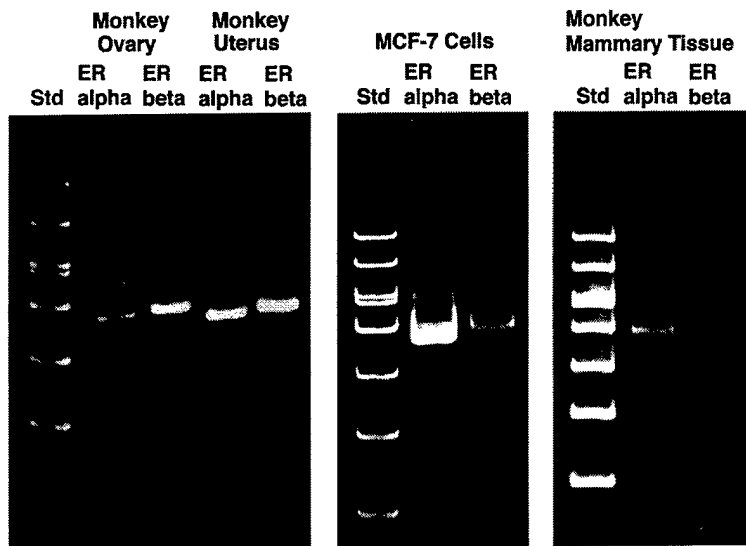 Monkey
Ovary
Monkey
Uterus
ER
alpha
ER
beta
ER
alpha
ER
beta
Std
MCF-7 Cells
ER
alpha
ER
beta
Std
Monkey
Mammary Tissue
ER
alpha
ER
beta
Std